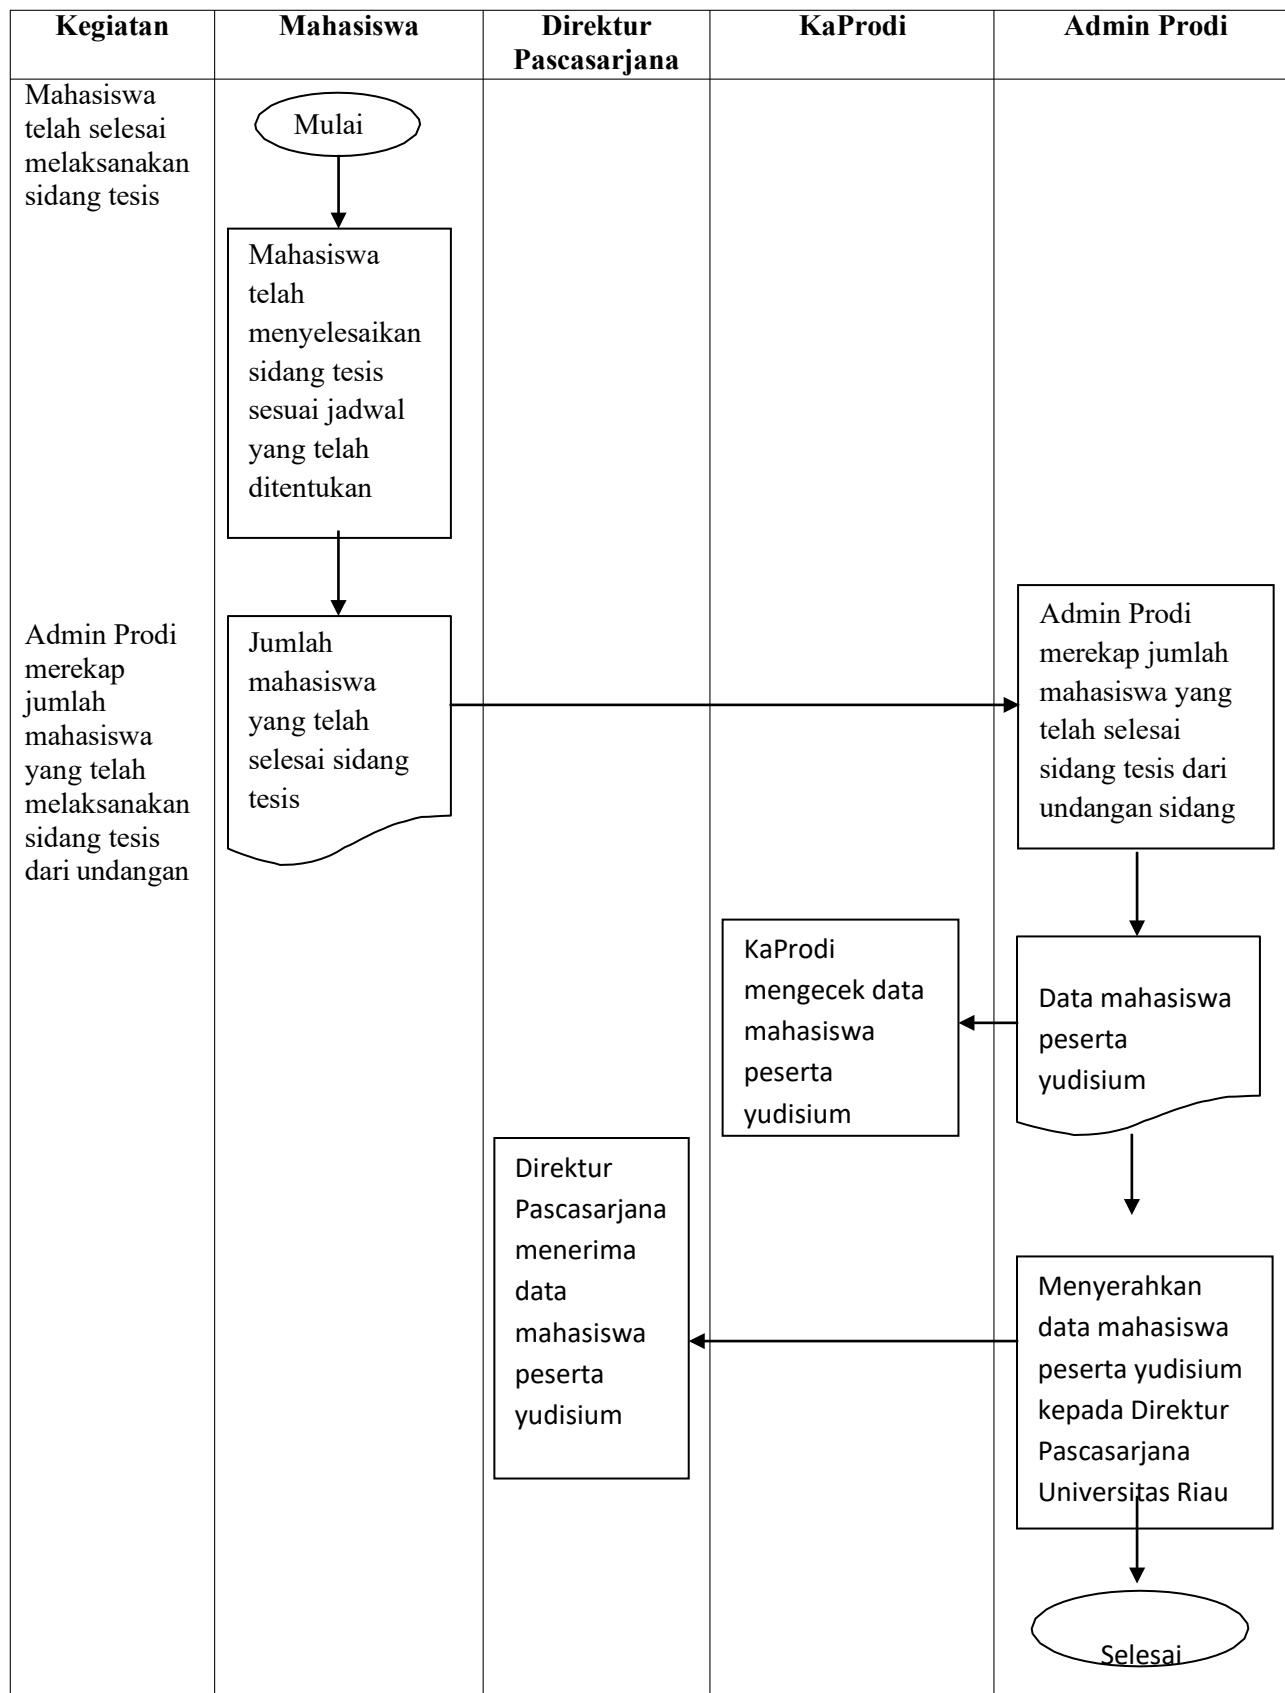 Kegiatan
Mahasiswa
Direktur
Pascasarjana
KaProdi
Admin Prodi
Mahasiswa
telah selesai
melaksanakan
sidang tesis
Mulai
Mahasiswa
telah
menyelesaikan
sidang tesis
sesuai jadwal
yang telah
ditentukan
Admin Prodi
merekap
jumlah
mahasiswa
yang telah
melaksanakan
sidang tesis
dari undangan
Jumlah
mahasiswa
yang telah
selesai sidang
tesis
Admin Prodi
merekap jumlah
mahasiswa yang
telah selesai
sidang tesis dari
undangan sidang
KaProdi
mengecek data
mahasiswa
peserta
yudisium
Data mahasiswa
peserta
yudisium
Direktur
Pascasarjana
menerima
data
mahasiswa
peserta
yudisium
Menyerahkan
data mahasiswa
peserta yudisium
kepada Direktur
Pascasarjana
Universitas Riau
Selesai